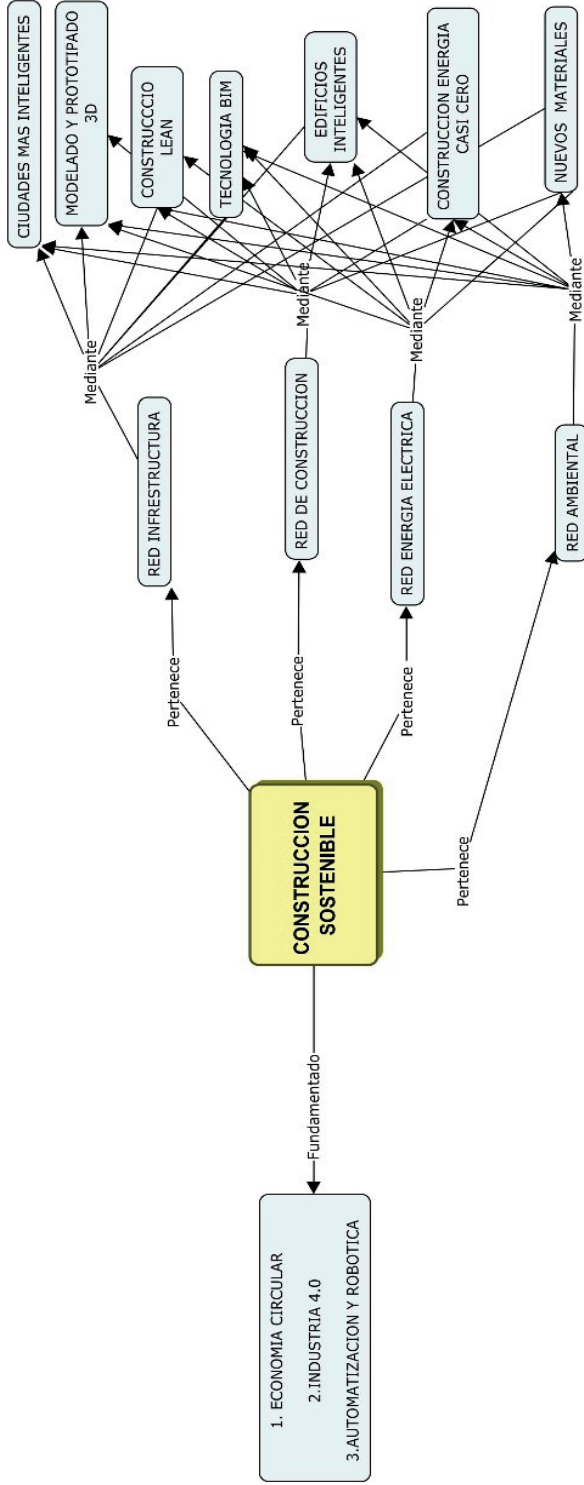 1. ECONOMIA CIRCULAR
2.INDUSTRIA 4.0
3.AUTOMATIZACION Y ROBOTICA
Fundamentado
CONSTRUCCION
SOSTENIBLE
Pertenece
Pertenece
Pertenece
Pertenece
RED INFRESTRUCTURA
RED DE CONSTRUCCION
RED ENERGIA ELECTRICA
RED AMBIENTAL
Mediante
Mediante
Mediante
Mediante
CIUDADES MAS INTELIGENTES
MODELADO Y PROTOTIPADO
3D
CONSTRUCCCIO
LEAN
TECNOLOGIA BIM
EDIFICIOS
INTELIGENTES
CONSTRUCCION ENERGIA
CASI CERO
NUEVOS MATERIALES